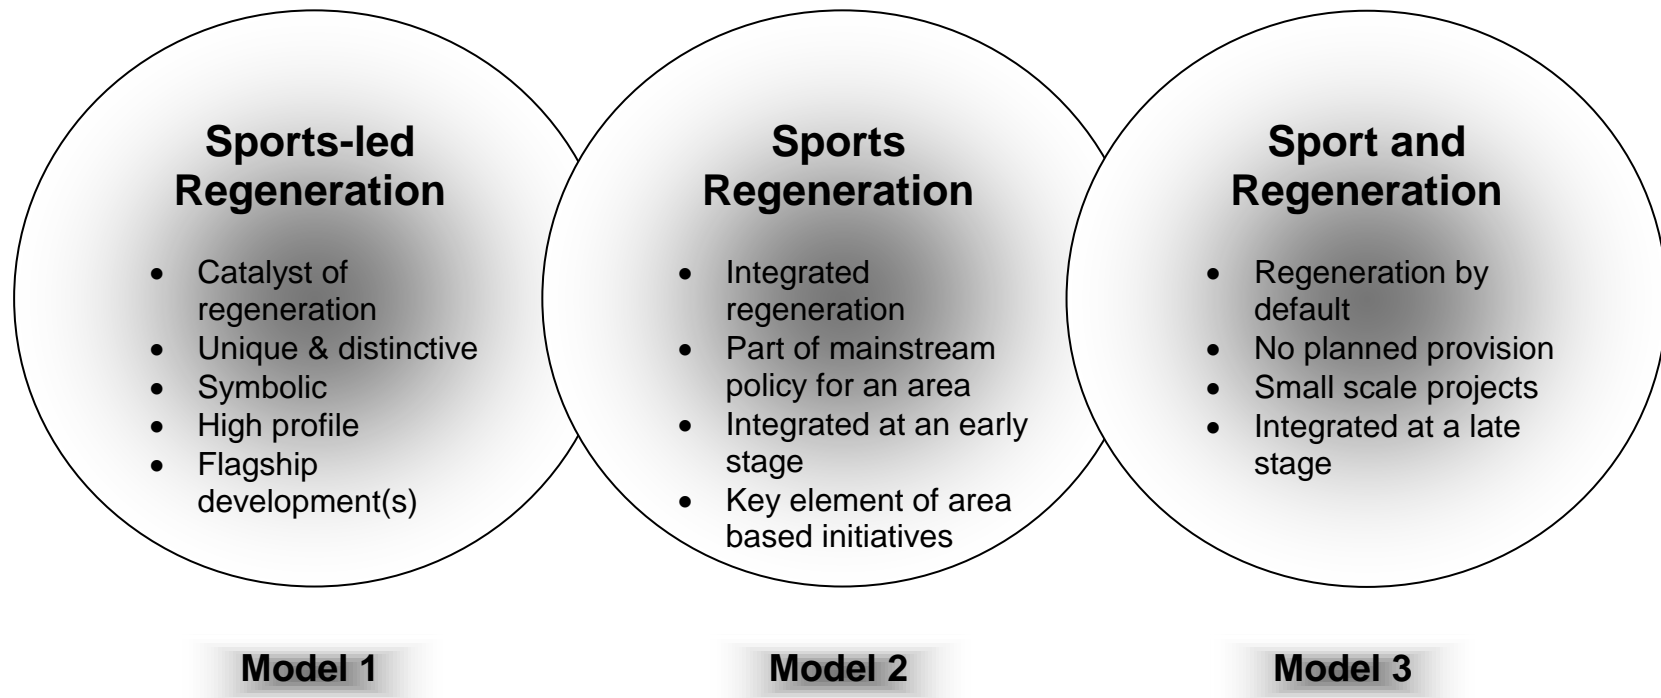 Sports-led
Regeneration
• Catalyst of
regeneration
• Unique & distinctive
• Symbolic
• High profile
• Flagship
development(s)
Model 1
Sports
Regeneration
• Integrated
regeneration
• Part of mainstream
policy for an area
• Integrated at an early
stage
• Key element of area
based initiatives
Model 2
Sport and
Regeneration
• Regeneration by
default
• No planned provision
• Small scale projects
• Integrated at a late
stage
Model 3